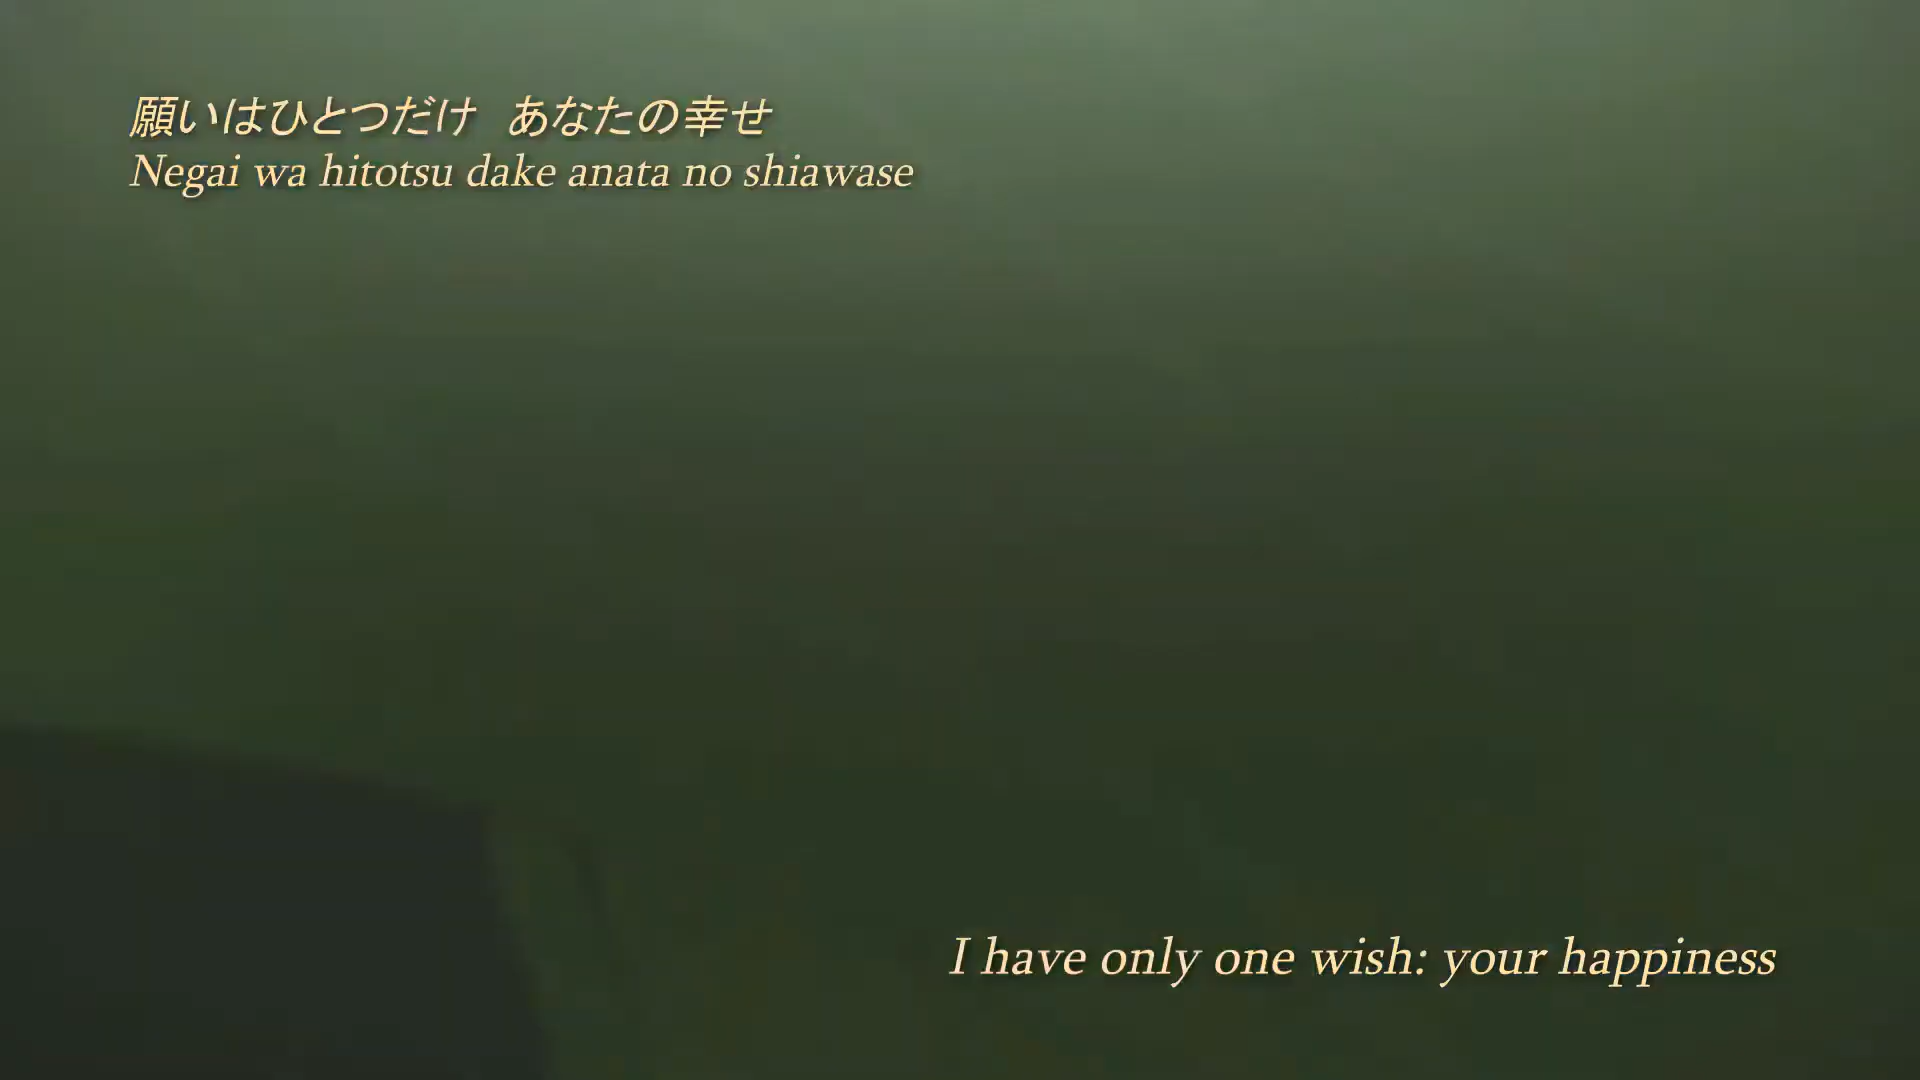 願いはひとつだけ　あなたの幸せ
Negai wa hitotsu dake anata no shiawase
I have only one wish: your happiness